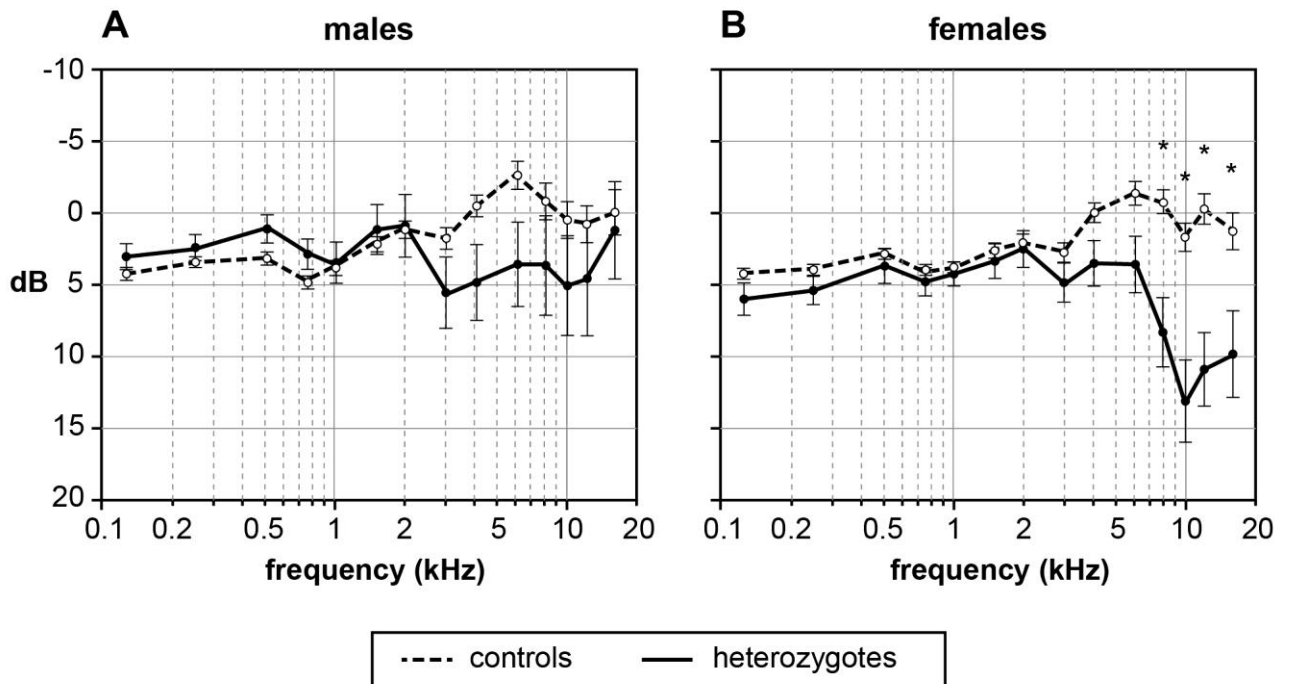 A males
B females
-10
-5
0
5
10
15
20
dB
* * * *
0.1 0.2 0.5 1 2 5 10 20
0.1 0.2 0.5 1 2 5 10 20
frequency (kHz)
frequency (kHz)
controls heterozygotes